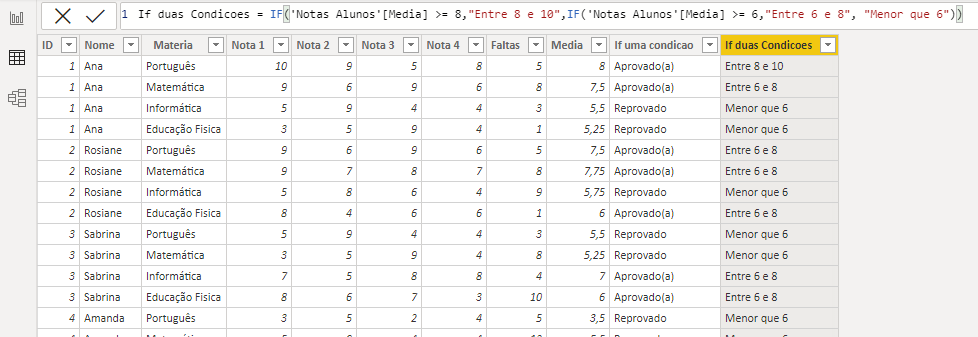 1 If duas Condicoes = IF('Notas Alunos'[Media] >= 8,"Entre 8 e 10",IF('Notas Alunos'[Media] >= 6,"Entre 6 e 8", "Menor que 6"))
ID Nome Materia Nota 1 Nota 2 Nota 3 Nota 4 Faltas Media If uma condicao If duas Condicoes
1 Ana Português 10 9 5 8 5 8 Aprovado(a) Entre 8 e 10
1 Ana Matemática 9 6 9 6 8 7,5 Aprovado(a) Entre 6 e 8
1 Ana Informática 5 9 4 4 3 5,5 Reprovado Menor que 6
1 Ana Educação Fisica 3 5 9 4 1 5,25 Reprovado Menor que 6
2 Rosiane Português 9 6 9 6 5 7,5 Aprovado(a) Entre 6 e 8
2 Rosiane Matemática 9 7 8 7 8 7,75 Aprovado(a) Entre 6 e 8
2 Rosiane Informática 5 8 6 4 9 5,75 Reprovado Menor que 6
2 Rosiane Educação Fisica 8 4 6 6 1 6 Aprovado(a) Entre 6 e 8
3 Sabrina Português 5 9 4 4 3 5,5 Reprovado Menor que 6
3 Sabrina Matemática 3 5 9 4 8 5,25 Reprovado Menor que 6
3 Sabrina Informática 7 5 8 8 4 7 Aprovado(a) Entre 6 e 8
3 Sabrina Educação Fisica 8 6 7 3 10 6 Aprovado(a) Entre 6 e 8
4 Amanda Português 3 5 2 4 5 3,5 Reprovado Menor que 6